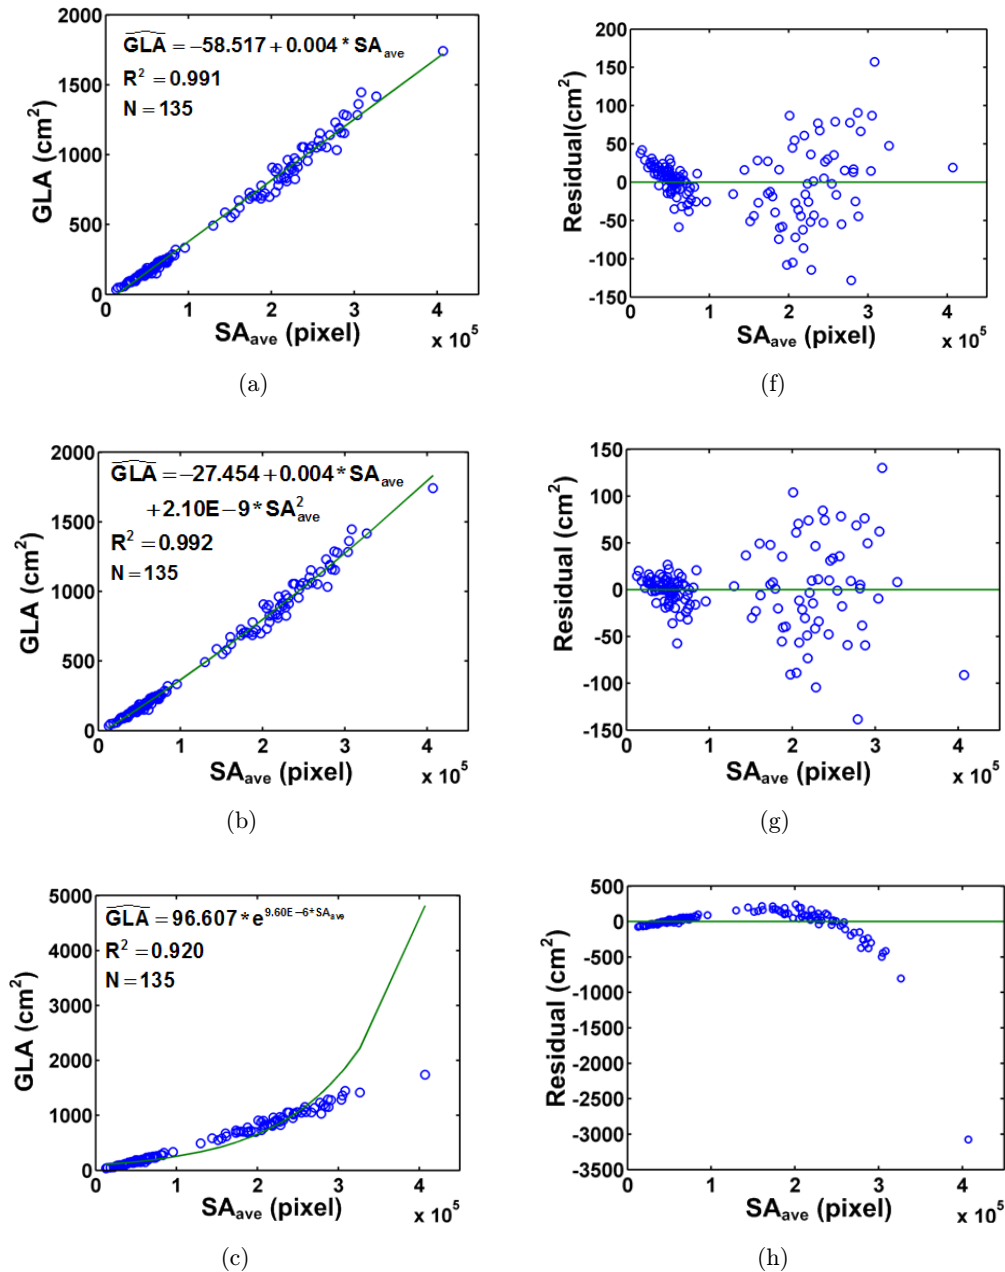 2000
1500
1000
500
0
GLA (cm²)
GLA = −58.517 + 0.004 * SA_ave
R² = 0.991
N = 135
0 1 2 3 4
SA_ave (pixel)
x 10⁵
(a)
200
150
100
50
0
-50
-100
-150
Residual(cm²)
0 1 2 3 4
SA_ave (pixel)
x 10⁵
(f)
2000
1500
1000
500
0
GLA (cm²)
GLA = −27.454 + 0.004 * SA_ave
+ 2.10E−9 * SA²_ave
R² = 0.992
N = 135
0 1 2 3 4
SA_ave (pixel)
x 10⁵
(b)
150
100
50
0
-50
-100
-150
Residual (cm²)
0 1 2 3 4
SA_ave (pixel)
x 10⁵
(g)
5000
4000
3000
2000
1000
0
GLA (cm²)
GLA = 96.607 * e^9.60E−6*SA_ave
R² = 0.920
N = 135
0 1 2 3 4
SA_ave (pixel)
x 10⁵
(c)
500
0
-500
-1000
-1500
-2000
-2500
-3000
-3500
Residual (cm²)
0 1 2 3 4
SA_ave (pixel)
x 10⁵
(h)